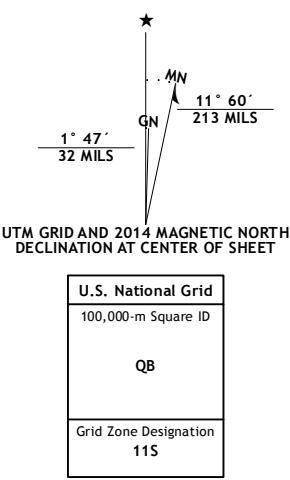 ★
MN
GN
11° 60´
213 MILS
1° 47´
32 MILS
UTM GRID AND 2014 MAGNETIC NORTH
DECLINATION AT CENTER OF SHEET
U.S. National Grid
100,000-m Square ID
QB
Grid Zone Designation
11S